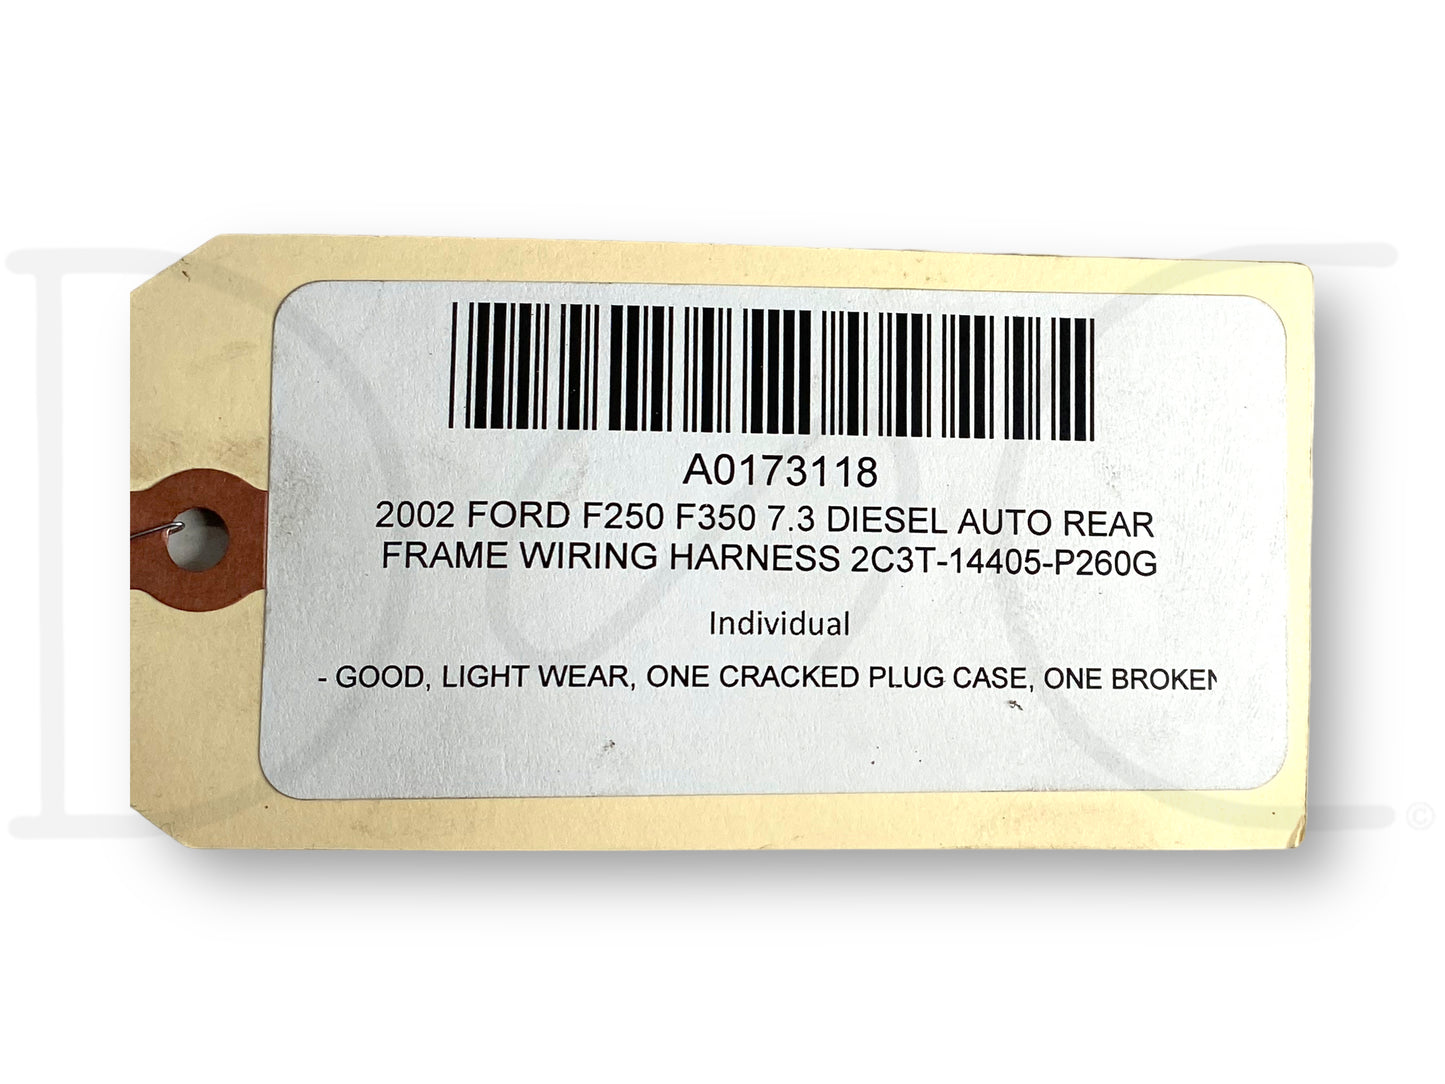 A0173118
2002 FORD F250 F350 7.3 DIESEL AUTO REAR
FRAME WIRING HARNESS 2C3T-14405-P260G
Individual
- GOOD, LIGHT WEAR, ONE CRACKED PLUG CASE, ONE BROKEN
©